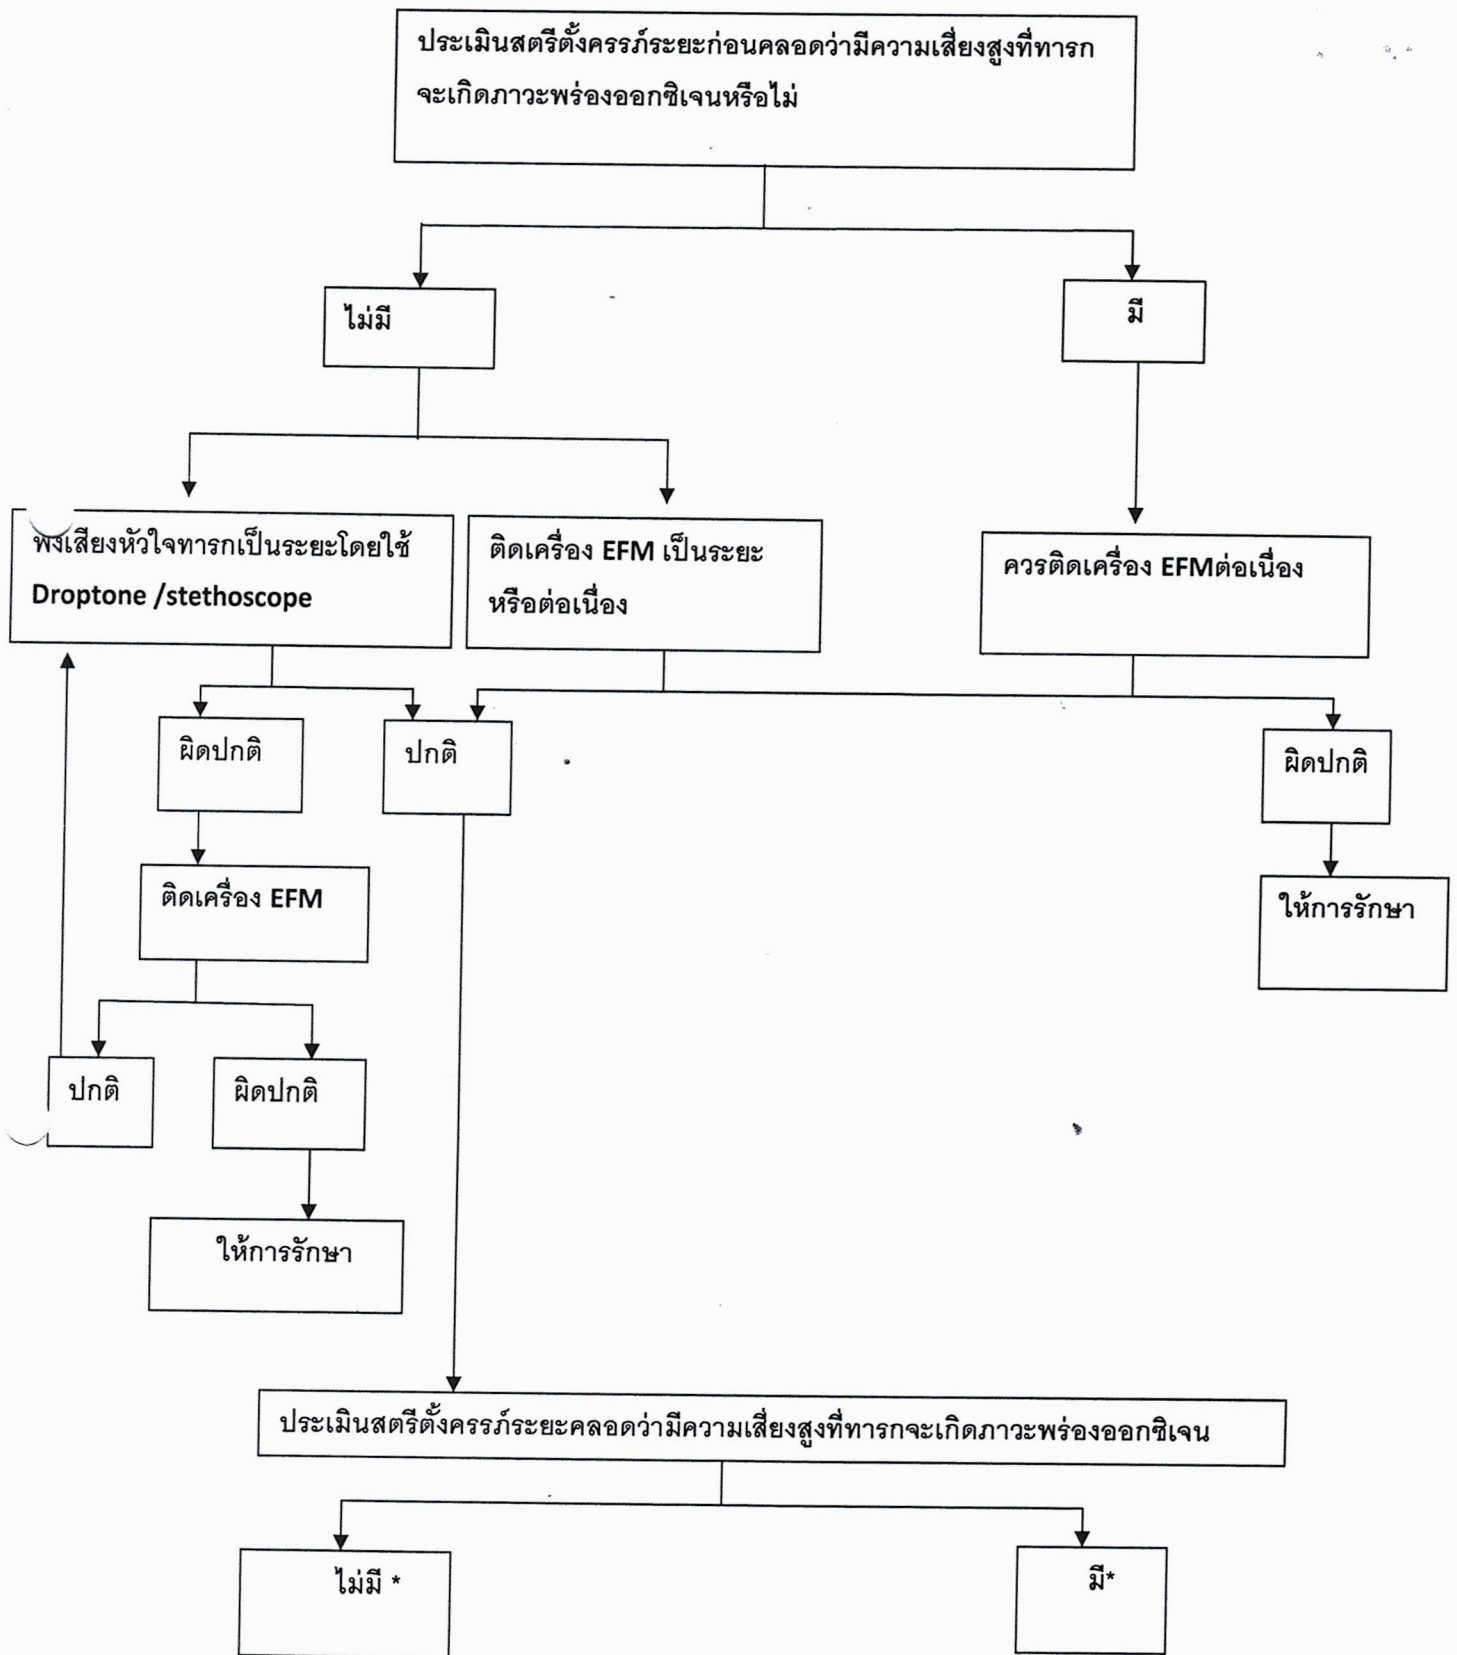 ประเมินสตรีตั้งครรภ์ระยะก่อนคลอดว่ามีความเสี่ยงสูงที่ทารก
จะเกิดภาวะพร่องออกซิเจนหรือไม่
ไม่มี
มี
ฟังเสียงหัวใจทารกเป็นระยะโดยใช้
Droptone /stethoscope
ติดเครื่อง EFM เป็นระยะ
หรือต่อเนื่อง
ควรติดเครื่อง EFMต่อเนื่อง
ผิดปกติ
ปกติ
ผิดปกติ
ติดเครื่อง EFM
ให้การรักษา
ปกติ
ผิดปกติ
ให้การรักษา
ประเมินสตรีตั้งครรภ์ระยะคลอดว่ามีความเสี่ยงสูงที่ทารกจะเกิดภาวะพร่องออกซิเจน
ไม่มี *
มี*